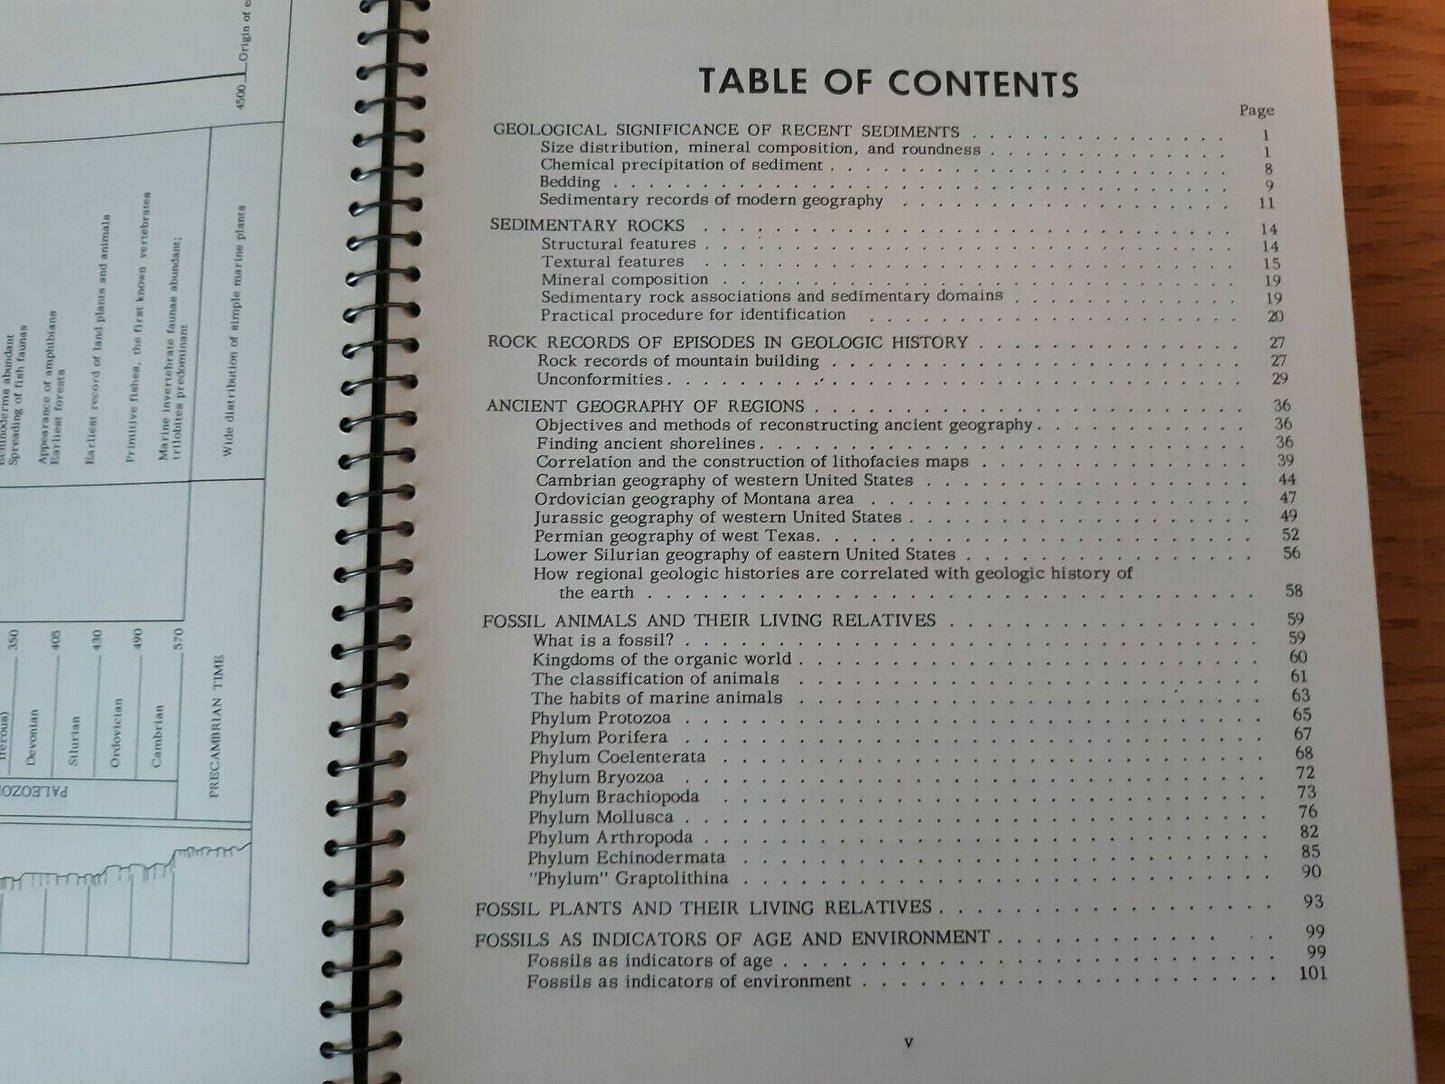 4500 Origin of e
Echinoderma abundant
Spreading of fish faunas
Appearance of amphibians
Earliest forests
Earliest record of land plants and animals
Primitive fishes, the first known vertebrates
Marine invertebrate faunas abundant;
trilobites predominant
Wide distribution of simple marine plants
350
405
430
490
570
Devonian
Silurian
Ordovician
Cambrian
PRECAMBRIAN TIME
PALEOZO
TABLE OF CONTENTS
Page
GEOLOGICAL SIGNIFICANCE OF RECENT SEDIMENTS 1
Size distribution, mineral composition, and roundness 1
Chemical precipitation of sediment 8
Bedding 9
Sedimentary records of modern geography 11
SEDIMENTARY ROCKS 14
Structural features 14
Textural features 15
Mineral composition 19
Sedimentary rock associations and sedimentary domains 19
Practical procedure for identification 20
ROCK RECORDS OF EPISODES IN GEOLOGIC HISTORY 27
Rock records of mountain building 27
Unconformities 29
ANCIENT GEOGRAPHY OF REGIONS 36
Objectives and methods of reconstructing ancient geography 36
Finding ancient shorelines 36
Correlation and the construction of lithofacies maps 39
Cambrian geography of western United States 44
Ordovician geography of Montana area 47
Jurassic geography of western United States 49
Permian geography of west Texas 52
Lower Silurian geography of eastern United States 56
How regional geologic histories are correlated with geologic history of
the earth 58
FOSSIL ANIMALS AND THEIR LIVING RELATIVES 59
What is a fossil? 59
Kingdoms of the organic world 60
The classification of animals 61
The habits of marine animals 63
Phylum Protozoa 65
Phylum Porifera 67
Phylum Coelenterata 68
Phylum Bryozoa 72
Phylum Brachiopoda 73
Phylum Mollusca 76
Phylum Arthropoda 82
Phylum Echinodermata 85
"Phylum" Graptolithina 90
FOSSIL PLANTS AND THEIR LIVING RELATIVES 93
FOSSILS AS INDICATORS OF AGE AND ENVIRONMENT 99
Fossils as indicators of age 99
Fossils as indicators of environment 101
v